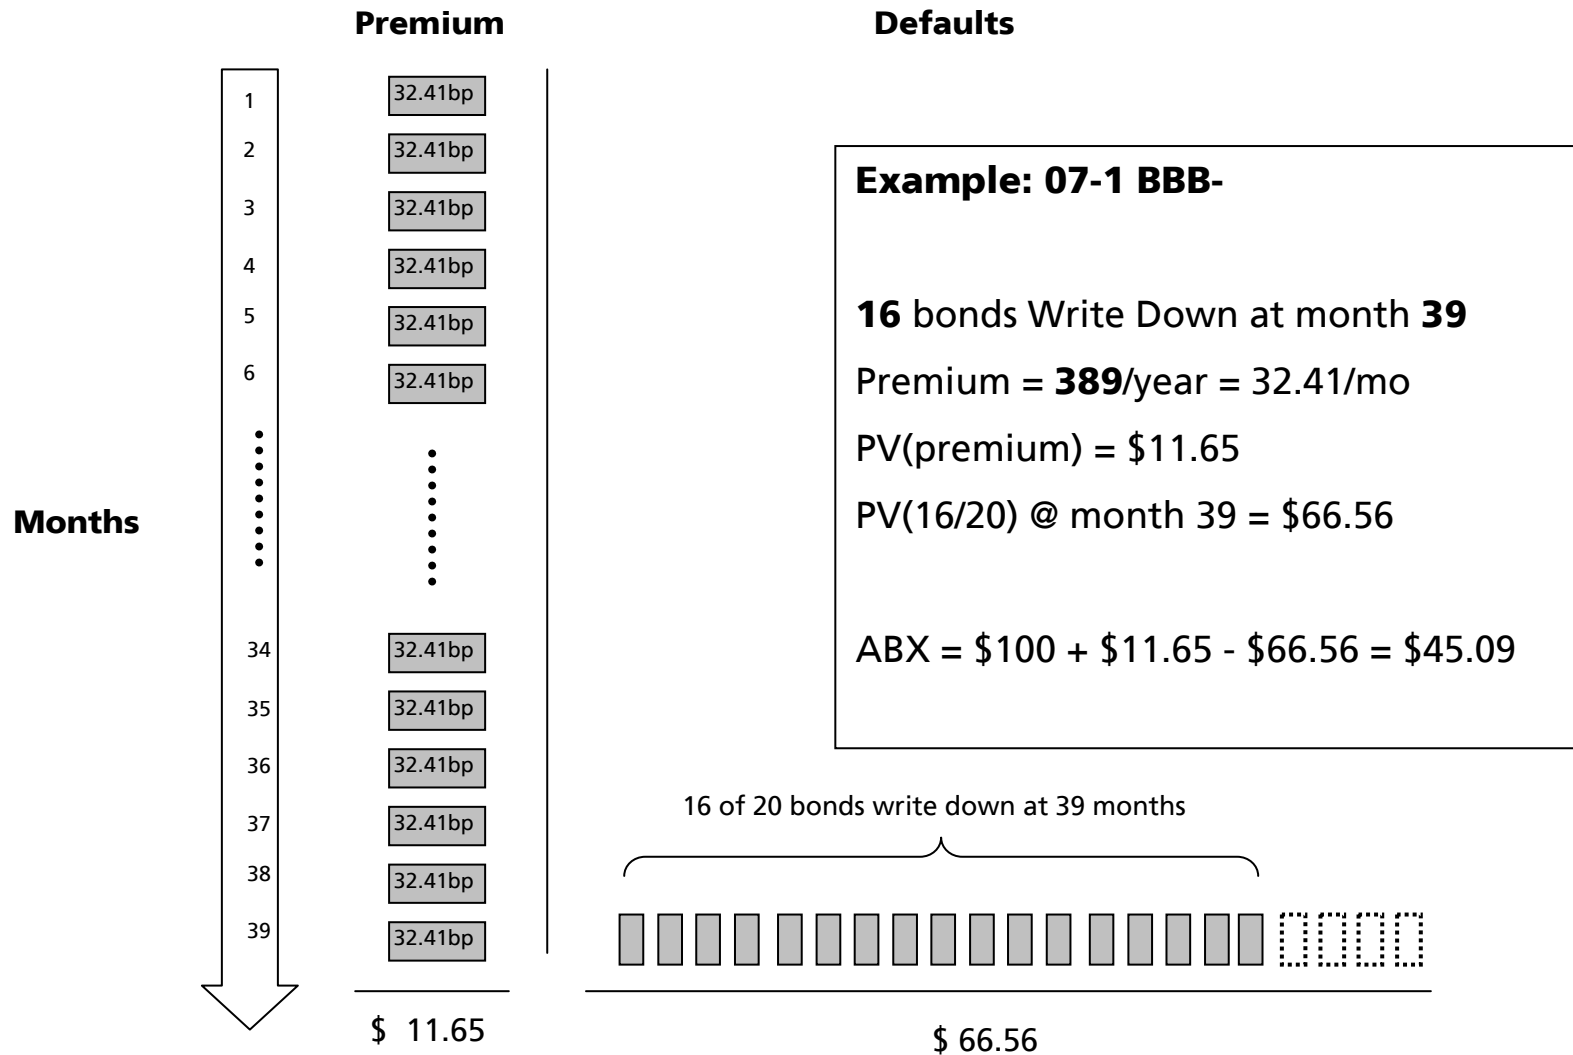 Premium
Defaults
1
32.41bp
2
32.41bp
3
32.41bp
4
32.41bp
5
32.41bp
6
32.41bp
Months
34
32.41bp
35
32.41bp
36
32.41bp
37
32.41bp
38
32.41bp
39
32.41bp
$ 11.65
Example: 07-1 BBB-
16 bonds Write Down at month 39
Premium = 389/year = 32.41/mo
PV(premium) = $11.65
PV(16/20) @ month 39 = $66.56
ABX = $100 + $11.65 - $66.56 = $45.09
16 of 20 bonds write down at 39 months
$ 66.56